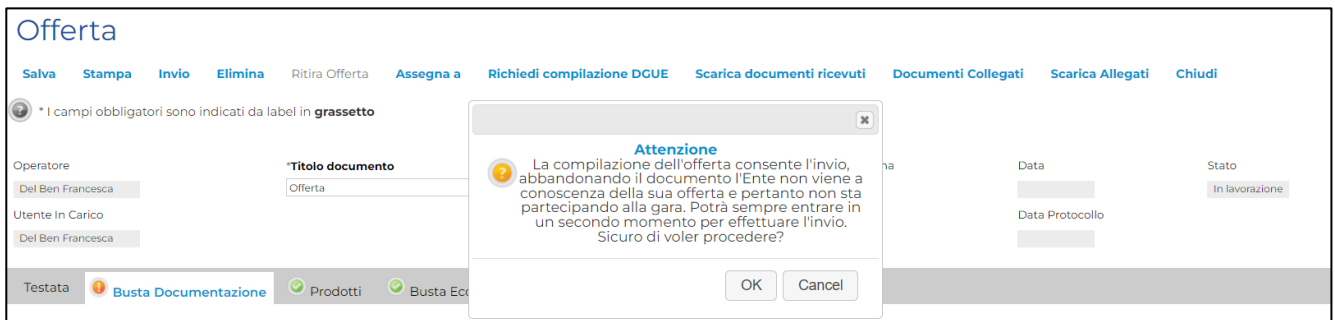 Offerta
Salva Stampa Invio Elimina Ritira Offerta Assegna a Richiedi compilazione DGUE Scarica documenti ricevuti Documenti Collegati Scarica Allegati Chiudi
* I campi obbligatori sono indicati da label in grassetto
Attenzione
La compilazione dell'offerta consente l'invio,
abbandonando il documento l'Ente non viene a
conoscenza della sua offerta e pertanto non sta
partecipando alla gara. Potrà sempre entrare in
un secondo momento per effettuare l'invio.
Sicuro di voler procedere?
OK Cancel
Operatore *Titolo documento Data Stato
Del Ben Francesca Offerta In lavorazione
Utente In Carico Data Protocollo
Del Ben Francesca
Testata Busta Documentazione Prodotti Busta